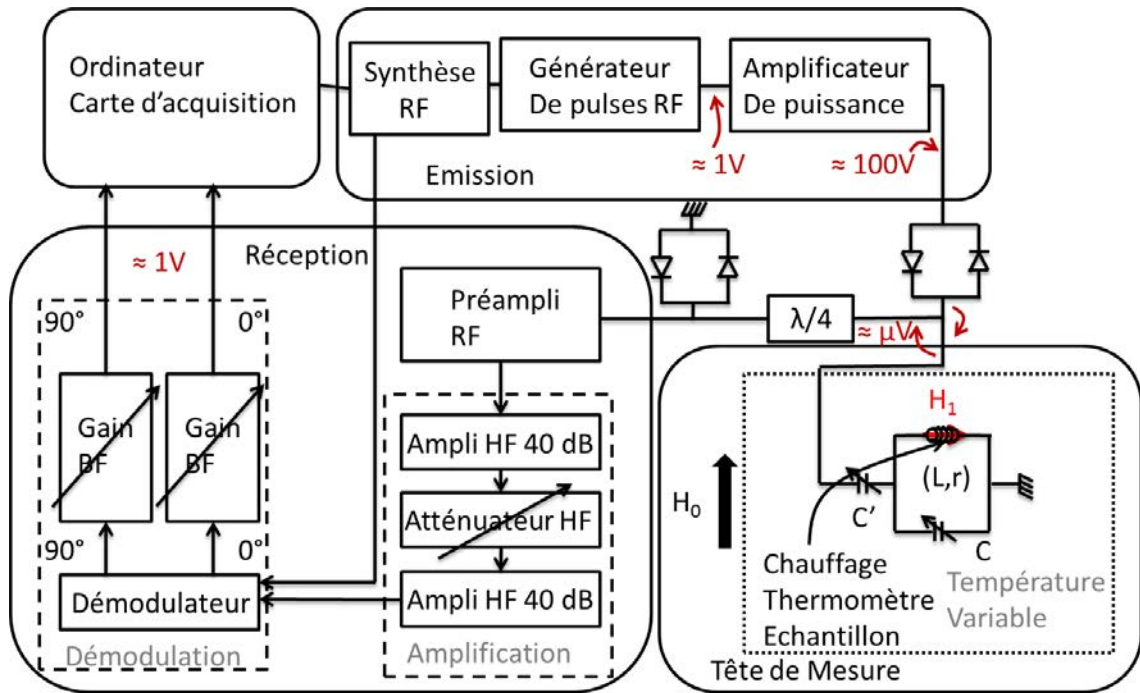 Ordinateur
Carte d'acquisition
Synthèse
RF
Générateur
De pulses RF
Amplificateur
De puissance
≈ 1V
≈ 100V
Emission
Réception
≈ 1V
90°
0°
Gain
BF
Gain
BF
90°
0°
Démodulateur
Démodulation
Préampli
RF
Ampli HF 40 dB
Atténuateur HF
Ampli HF 40 dB
Amplification
λ/4
≈ μV
H₁
(L,r)
C'
C
H₀
Chauffage
Thermomètre
Echantillon
Température
Variable
Tête de Mesure